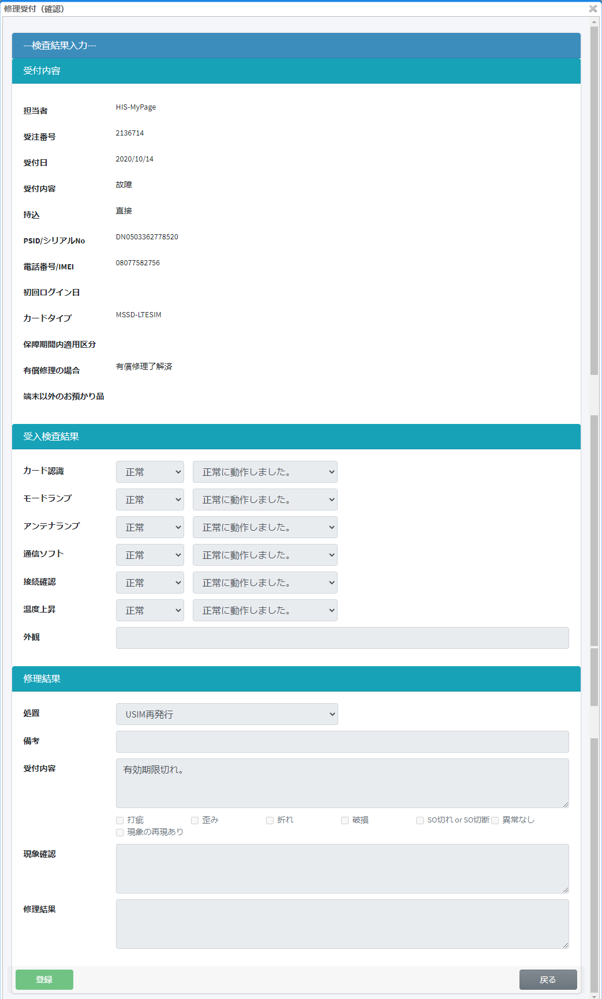 修理受付（確認）
---検査結果入力---
受付内容
担当者 HIS-MyPage
受注番号 2136714
受付日 2020/10/14
受付内容 故障
持込 直接
PSID/シリアルNo DN0503362778520
電話番号/IMEI 08077582756
初回ログイン日
カードタイプ MSSD-LTESIM
保障期間内適用区分
有償修理の場合 有償修理了解済
端末以外のお預かり品
受入検査結果
カード認識 正常 正常に動作しました。
モードランプ 正常 正常に動作しました。
アンテナランプ 正常 正常に動作しました。
通信ソフト 正常 正常に動作しました。
接続確認 正常 正常に動作しました。
温度上昇 正常 正常に動作しました。
外観
修理結果
処置 USIM再発行
備考
受付内容 有効期限切れ。
打疵 歪み 折れ 破損 SO切れ or SO切断 異常なし
現象の再現あり
現象確認
修理結果
登録 戻る